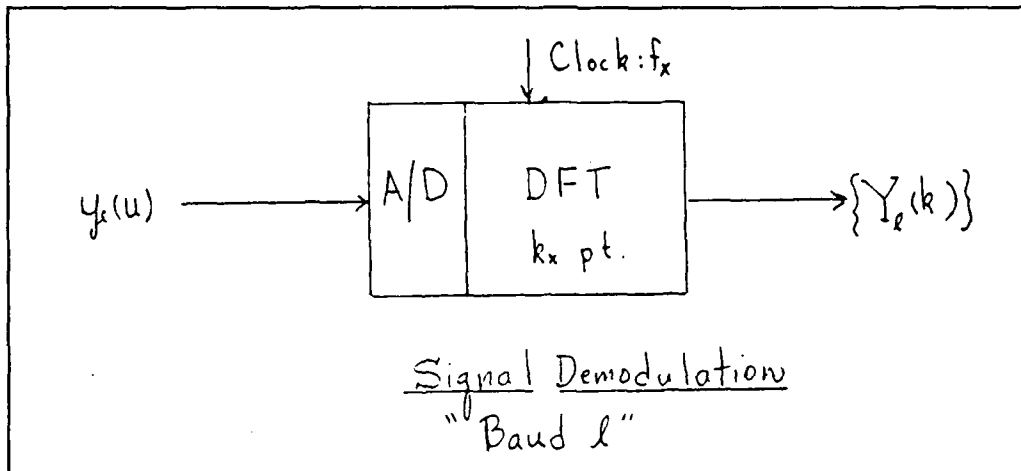 Clock: fₓ
yₗ(u)
A/D
DFT
kₓ pt.
{Yₗ(k)}
Signal Demodulation
"Baud l"